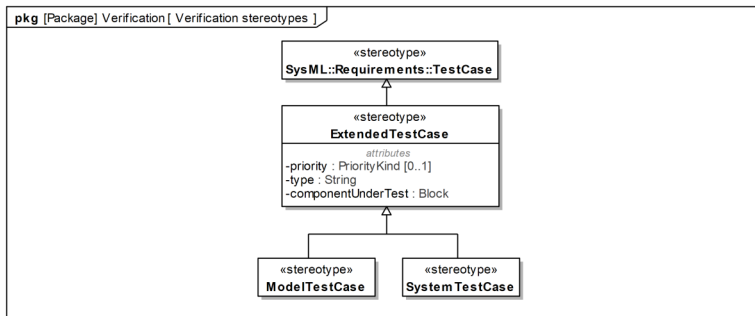 pkg [Package] Verification [ Verification stereotypes ]
«stereotype»
SysML::Requirements::TestCase
«stereotype»
ExtendedTestCase
attributes
-priority : PriorityKind [0..1]
-type : String
-componentUnderTest : Block
«stereotype»
ModelTestCase
«stereotype»
SystemTestCase